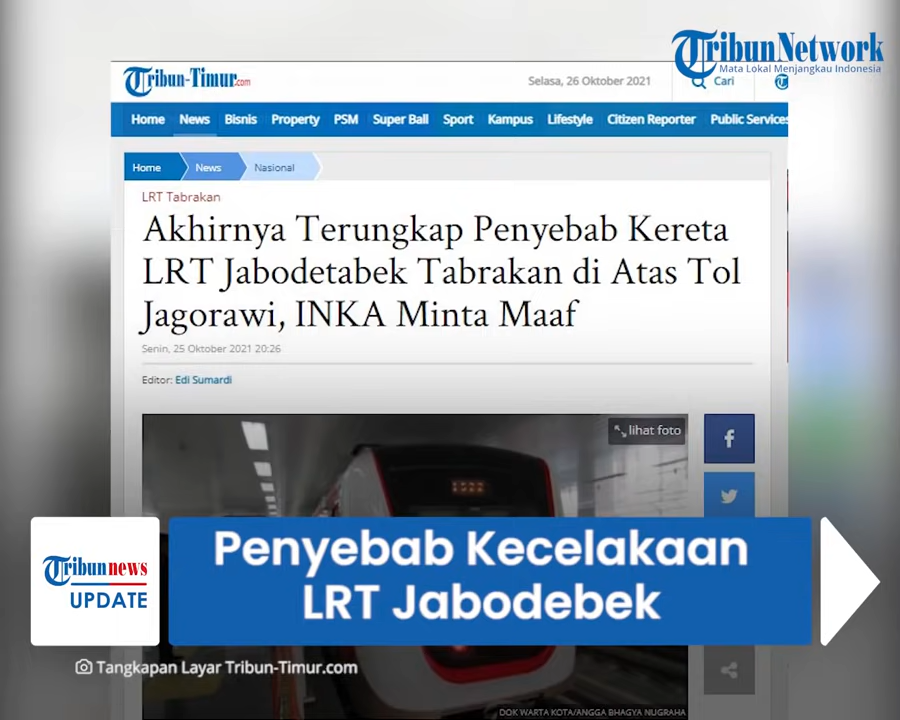 TribunNetwork
Mata Lokal Menjangkau Indonesia
Tribun-Timur.com
Selasa, 26 Oktober 2021
Cari
Home News Bisnis Property PSM Super Ball Sport Kampus Lifestyle Citizen Reporter Public Services
Home News Nasional
LRT Tabrakan
Akhirnya Terungkap Penyebab Kereta
LRT Jabodetabek Tabrakan di Atas Tol
Jagorawi, INKA Minta Maaf
Senin, 25 Oktober 2021 20:26
Editor: Edi Sumardi
lihat foto
Tribunnews
UPDATE
Penyebab Kecelakaan
LRT Jabodebek
Tangkapan Layar Tribun-Timur.com
DOK WARTA KOTA/ANGGA BHAGYA NUGRAHA